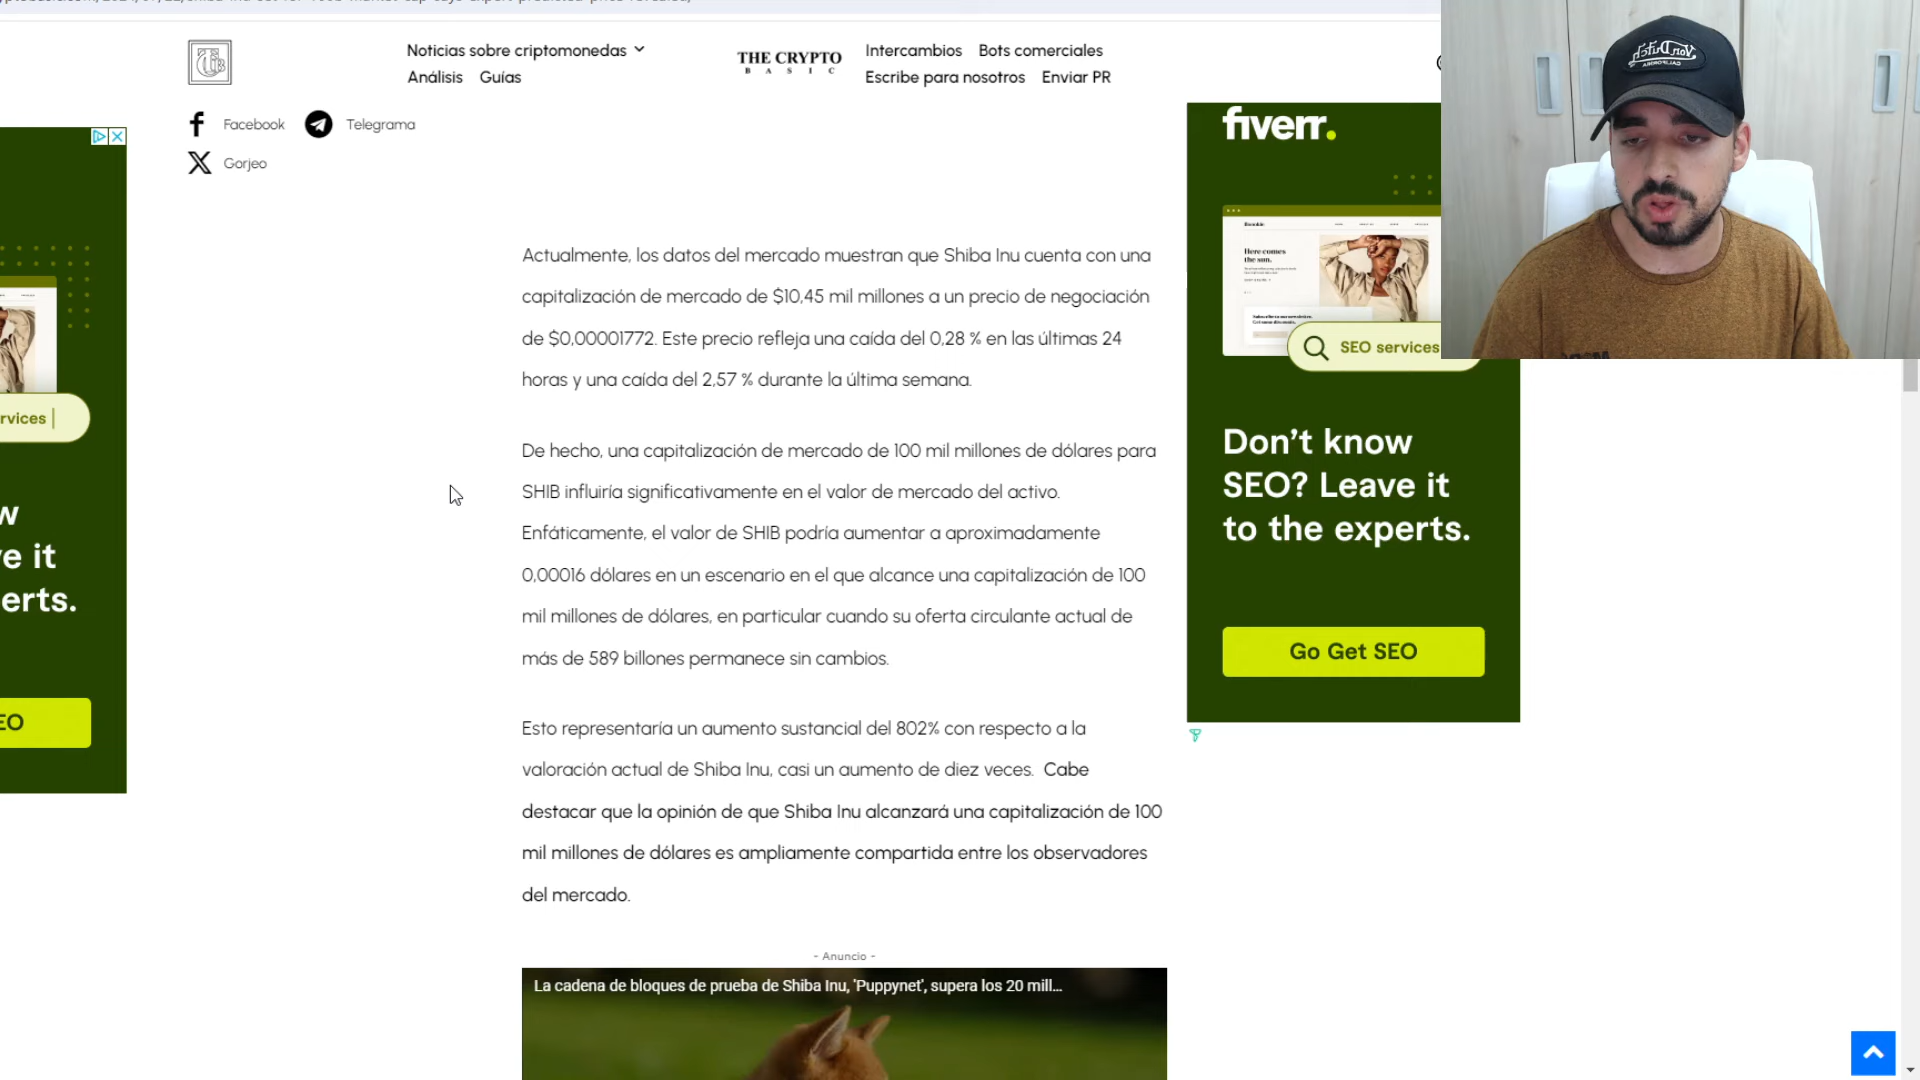 Noticias sobre criptomonedas
Análisis Guías
THE CRYPTO
BASIC
Intercambios Bots comerciales
Escribe para nosotros Enviar PR
Facebook Telegrama
Gorjeo
Actualmente, los datos del mercado muestran que Shiba Inu cuenta con una
capitalización de mercado de $10,45 mil millones a un precio de negociación
de $0,00001772. Este precio refleja una caída del 0,28 % en las últimas 24
horas y una caída del 2,57 % durante la última semana.
De hecho, una capitalización de mercado de 100 mil millones de dólares para
SHIB influiría significativamente en el valor de mercado del activo.
Enfáticamente, el valor de SHIB podría aumentar a aproximadamente
0,00016 dólares en un escenario en el que alcance una capitalización de 100
mil millones de dólares, en particular cuando su oferta circulante actual de
más de 589 billones permanece sin cambios.
Esto representaría un aumento sustancial del 802% con respecto a la
valoración actual de Shiba Inu, casi un aumento de diez veces. Cabe
destacar que la opinión de que Shiba Inu alcanzará una capitalización de 100
mil millones de dólares es ampliamente compartida entre los observadores
del mercado.
- Anuncio -
La cadena de bloques de prueba de Shiba Inu, 'Puppynet', supera los 20 mill...
fiverr.
Here comes
the sun.
SEO services
Don't know
SEO? Leave it
to the experts.
Go Get SEO
rvices
w
e it
erts.
EO
Von Dutch